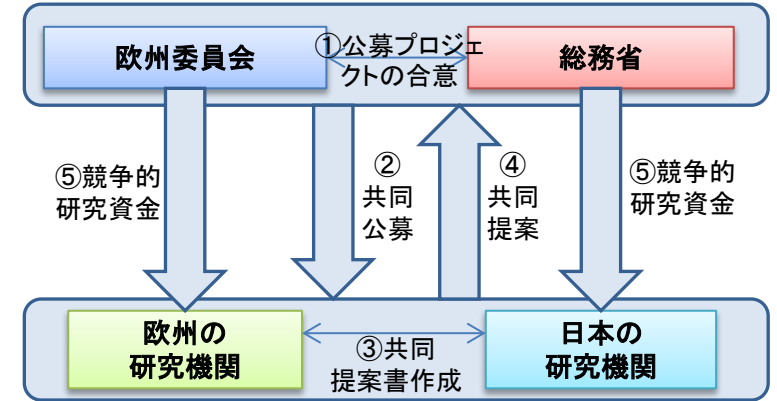 欧州委員会
①公募プロジェ
クトの合意
総務省
⑤競争的
研究資金
②
共同
公募
④
共同
提案
⑤競争的
研究資金
欧州の
研究機関
③共同
提案書作成
日本の
研究機関